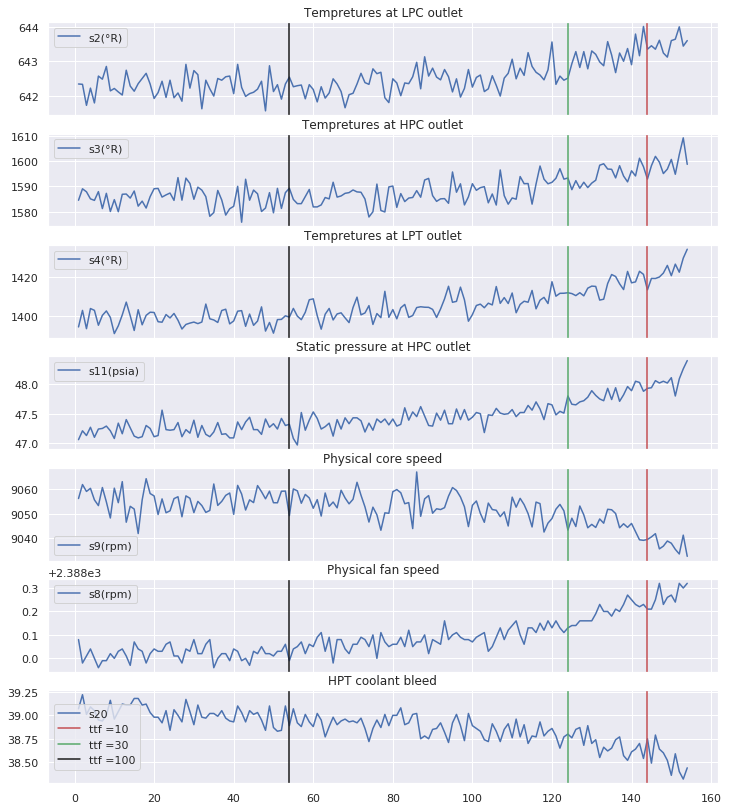 Tempretures at LPC outlet
s2(°R)
644
643
642
Tempretures at HPC outlet
s3(°R)
1610
1600
1590
1580
Tempretures at LPT outlet
s4(°R)
1420
1400
Static pressure at HPC outlet
s11(psia)
48.0
47.5
47.0
Physical core speed
9060
9050
9040
s9(rpm)
+2.388e3
Physical fan speed
s8(rpm)
0.3
0.2
0.1
0.0
HPT coolant bleed
39.25
39.00
38.75
38.50
s20
ttf =10
ttf =30
ttf =100
0 20 40 60 80 100 120 140 160